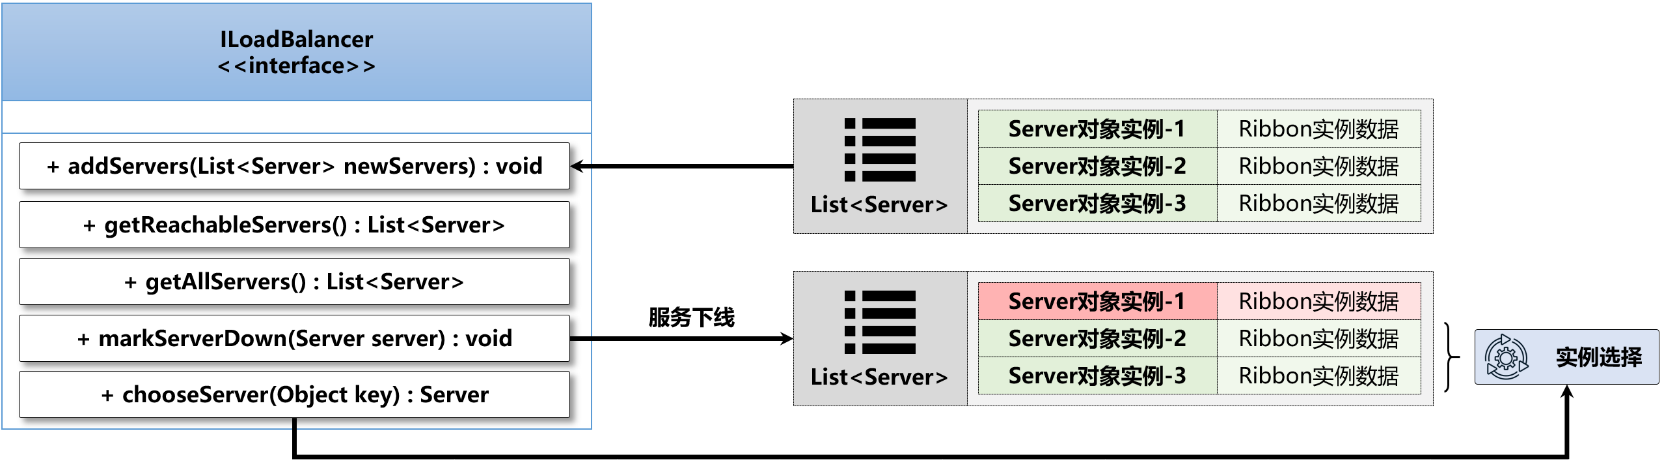 ILoadBalancer
<<interface>>
+ addServers(List<Server> newServers) : void
+ getReachableServers() : List<Server>
+ getAllServers() : List<Server>
+ markServerDown(Server server) : void
+ chooseServer(Object key) : Server
List<Server>
Server对象实例-1 Ribbon实例数据
Server对象实例-2 Ribbon实例数据
Server对象实例-3 Ribbon实例数据
服务下线
List<Server>
Server对象实例-1 Ribbon实例数据
Server对象实例-2 Ribbon实例数据
Server对象实例-3 Ribbon实例数据
实例选择